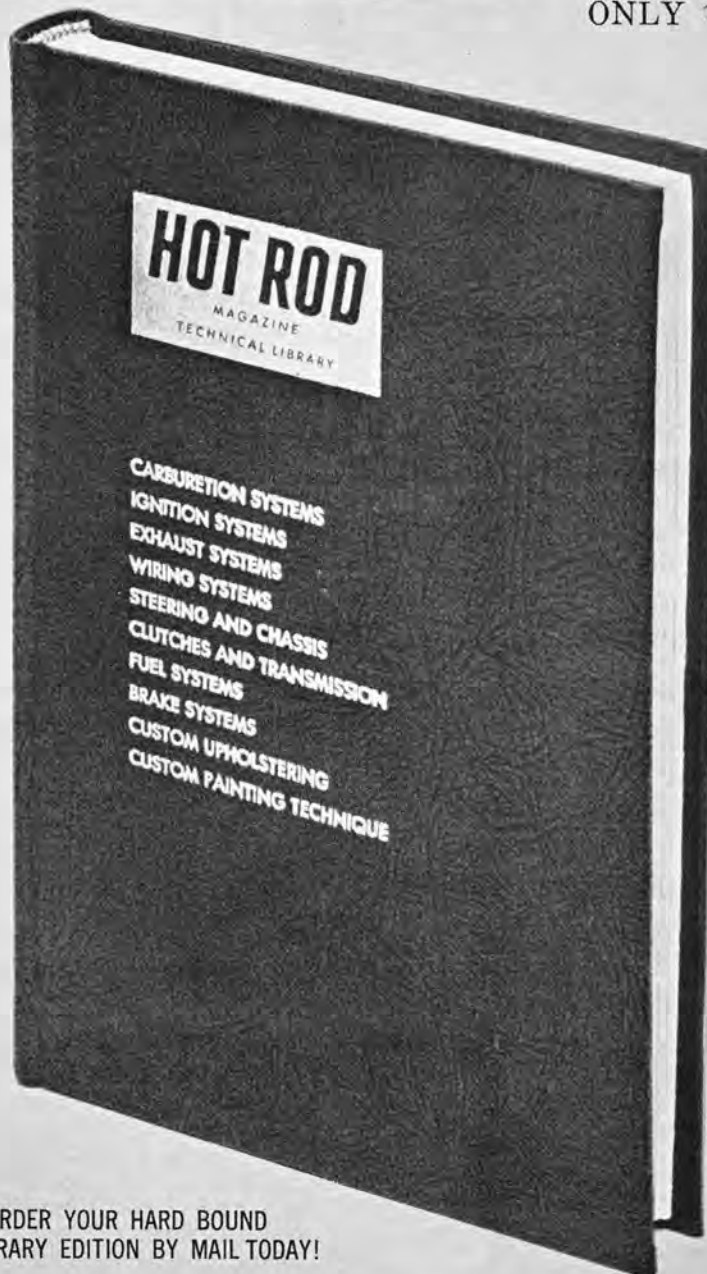 ONLY
HOT ROD
MAGAZINE
TECHNICAL LIBRARY
CARBURETION SYSTEMS
IGNITION SYSTEMS
EXHAUST SYSTEMS
WIRING SYSTEMS
STEERING AND CHASSIS
CLUTCHES AND TRANSMISSION
FUEL SYSTEMS
BRAKE SYSTEMS
CUSTOM UPHOLSTERING
CUSTOM PAINTING TECHNIQUE
RDER YOUR HARD BOUND
RARY EDITION BY MAIL TODAY!